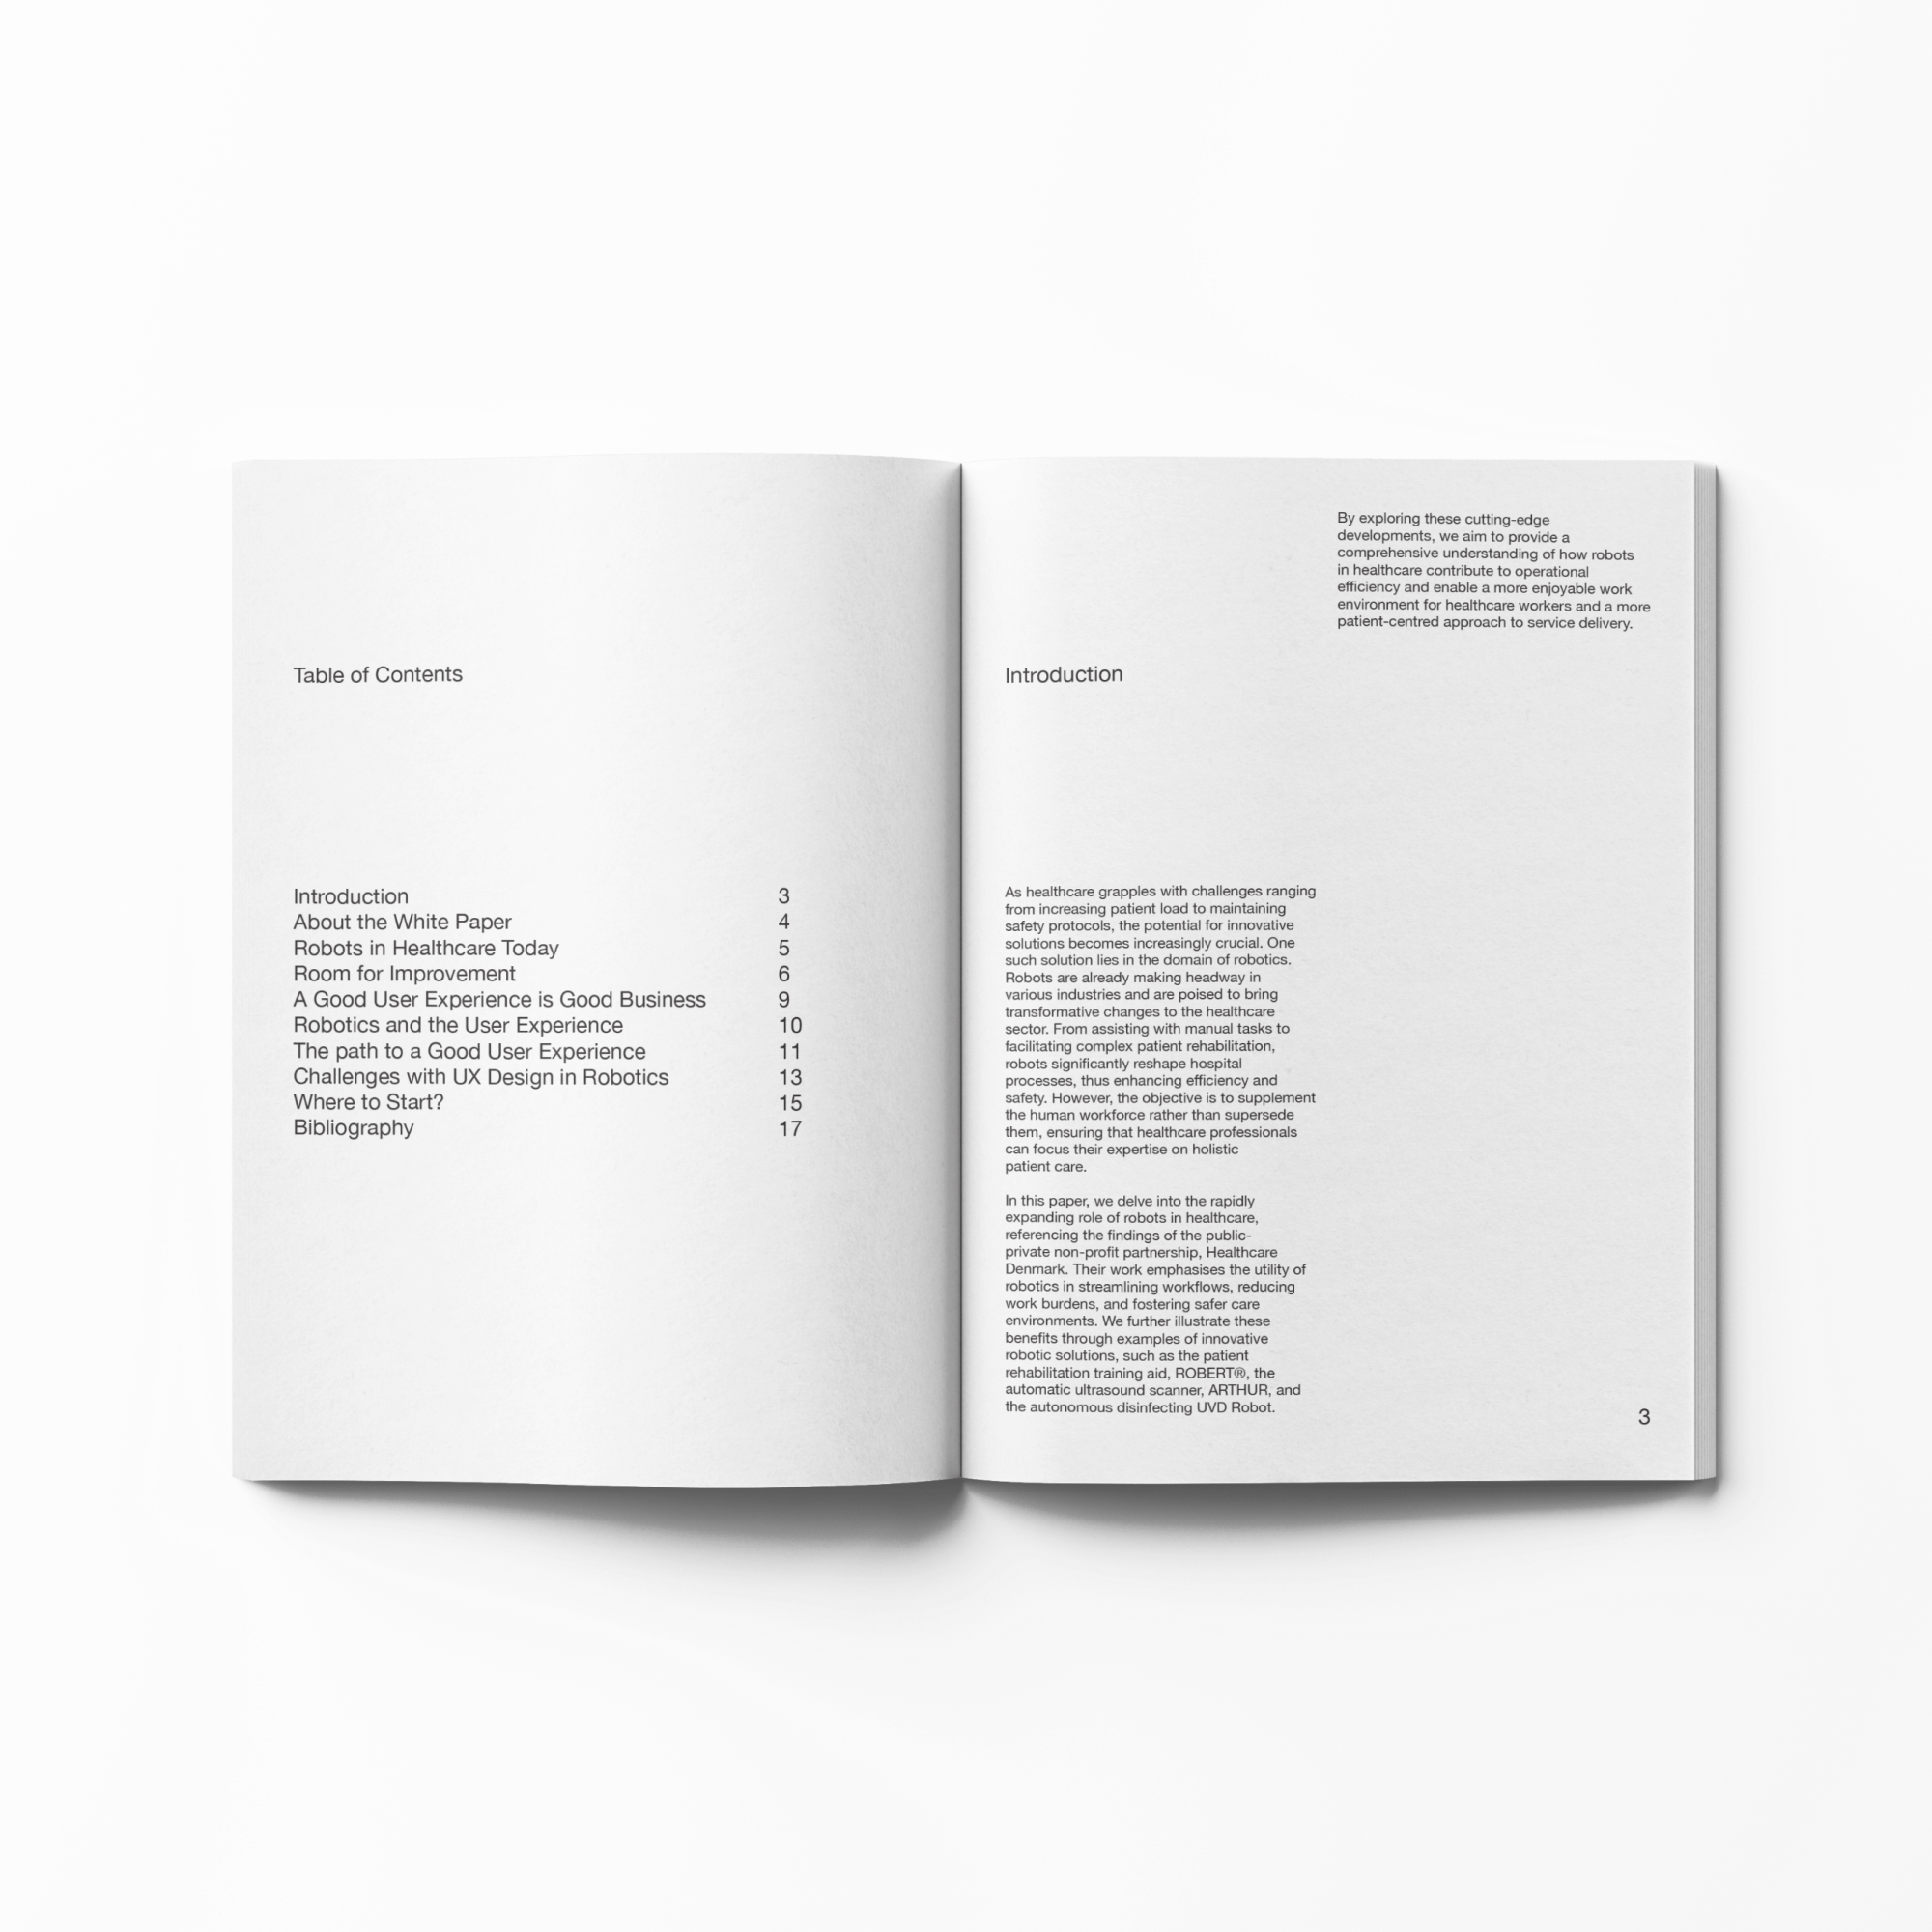 Table of Contents
Introduction 3
About the White Paper 4
Robots in Healthcare Today 5
Room for Improvement 6
A Good User Experience is Good Business 9
Robotics and the User Experience 10
The path to a Good User Experience 11
Challenges with UX Design in Robotics 13
Where to Start? 15
Bibliography 17
Introduction
As healthcare grapples with challenges ranging
from increasing patient load to maintaining
safety protocols, the potential for innovative
solutions becomes increasingly crucial. One
such solution lies in the domain of robotics.
Robots are already making headway in
various industries and are poised to bring
transformative changes to the healthcare
sector. From assisting with manual tasks to
facilitating complex patient rehabilitation,
robots significantly reshape hospital
processes, thus enhancing efficiency and
safety. However, the objective is to supplement
the human workforce rather than supersede
them, ensuring that healthcare professionals
can focus their expertise on holistic
patient care.
In this paper, we delve into the rapidly
expanding role of robots in healthcare,
referencing the findings of the public-
private non-profit partnership, Healthcare
Denmark. Their work emphasises the utility of
robotics in streamlining workflows, reducing
work burdens, and fostering safer care
environments. We further illustrate these
benefits through examples of innovative
robotic solutions, such as the patient
rehabilitation training aid, ROBERT®, the
automatic ultrasound scanner, ARTHUR, and
the autonomous disinfecting UVD Robot.
By exploring these cutting-edge
developments, we aim to provide a
comprehensive understanding of how robots
in healthcare contribute to operational
efficiency and enable a more enjoyable work
environment for healthcare workers and a more
patient-centred approach to service delivery.
3